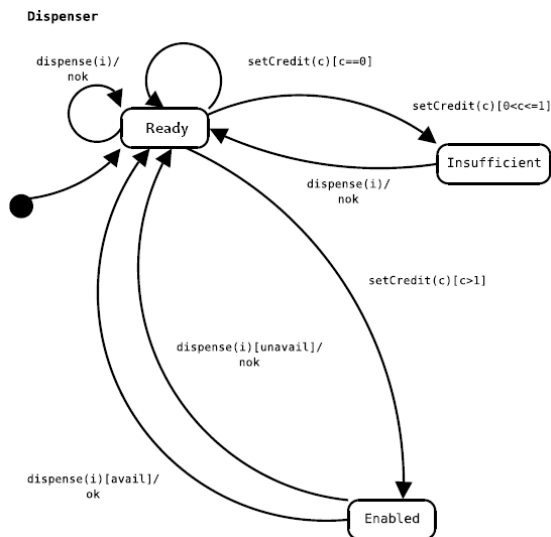 Dispenser
dispense(i)/
nok
setCredit(c)[c==0]
setCredit(c)[0<c<=1]
Ready
Insufficient
dispense(i)/
nok
setCredit(c)[c>1]
dispense(i)[unavail]/
nok
dispense(i)[avail]/
ok
Enabled